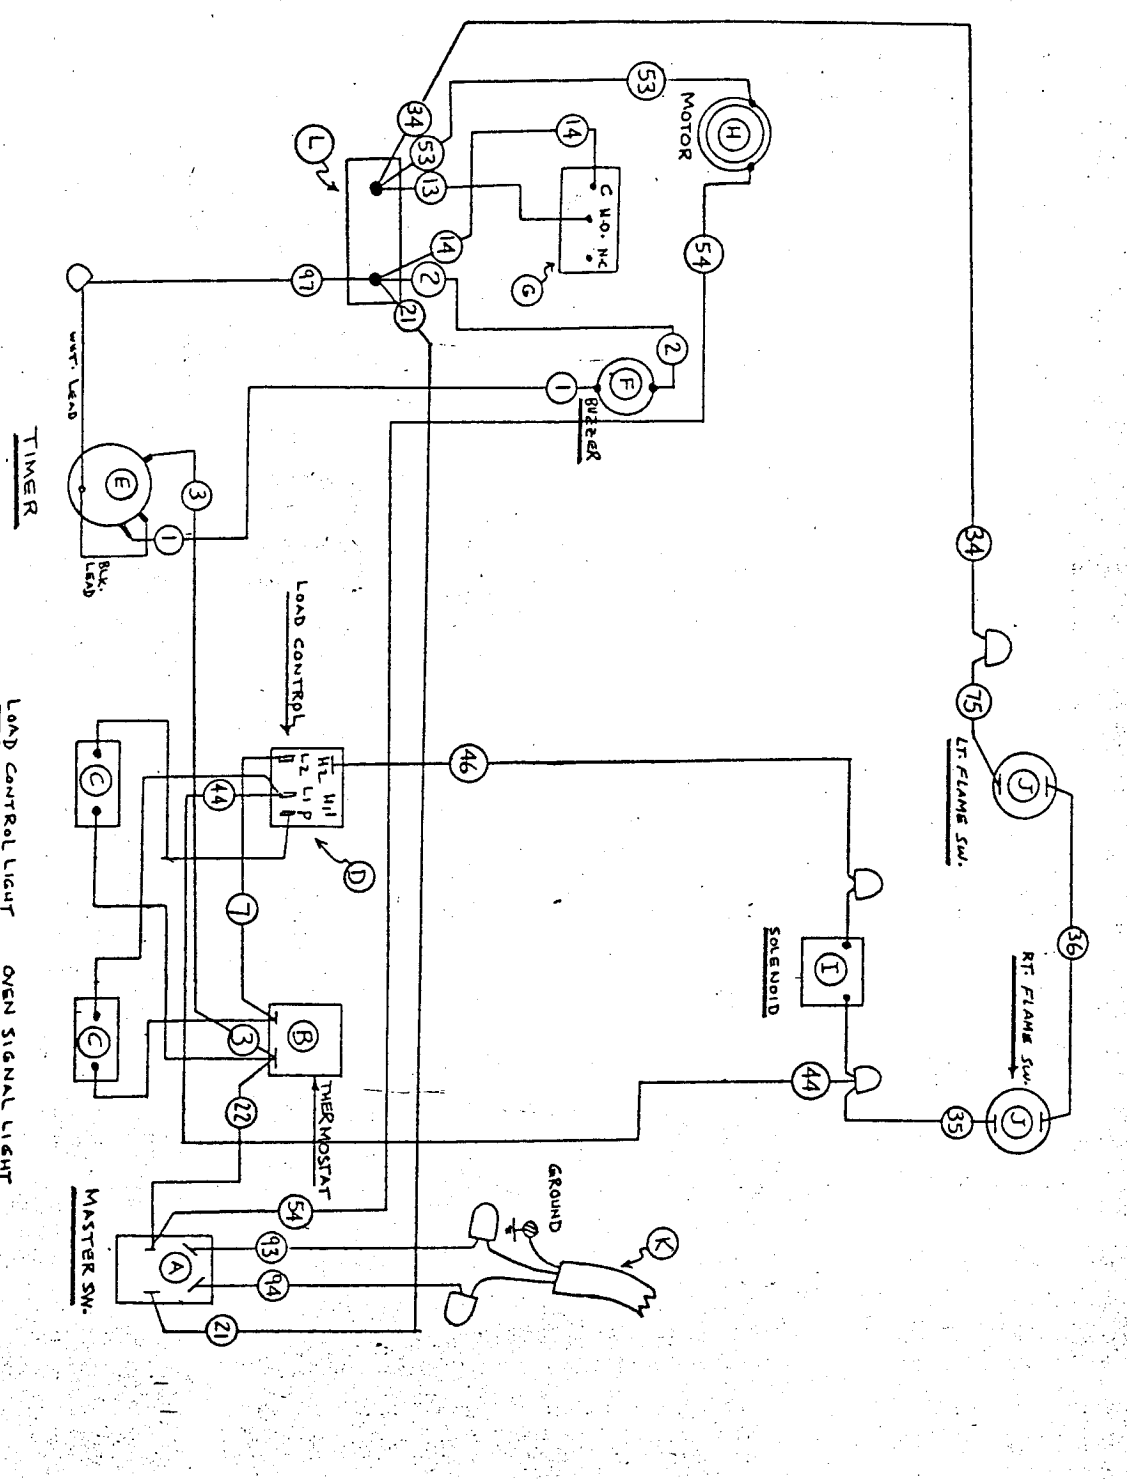 34
53
H
MOTOR
34
53
14
L
13
C N.O. NC
14
G
54
97
2
21
2
F
1
BUZZER
WHT. LEAD
TIMER
E
3
1
BLK.
LEAD
34
75
LT. FLAME SW.
J
36
RT. FLAME SW.
J
35
LOAD CONTROL
H2 H1
L2 L1 P
D
46
44
C
7
SOLENOID
I
44
B
3
THERMOSTAT
22
C
LOAD CONTROL LIGHT
OVEN SIGNAL LIGHT
54
93
94
A
21
MASTER SW.
GROUND
K